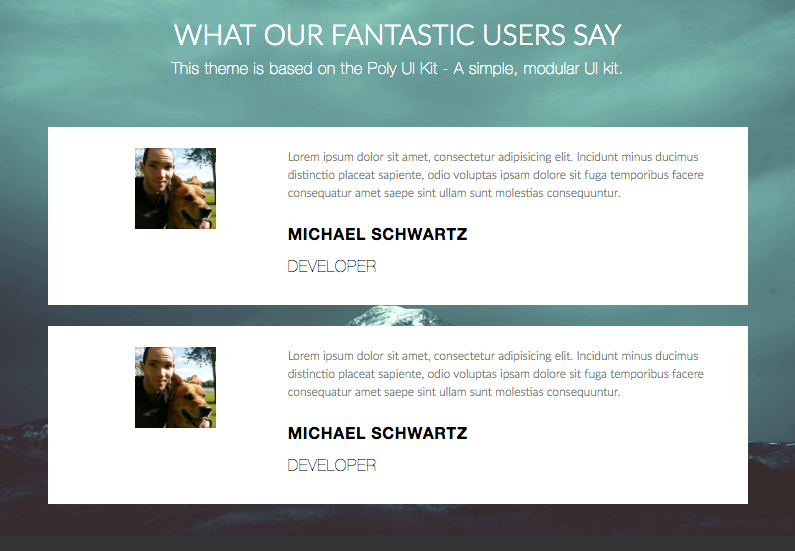 WHAT OUR FANTASTIC USERS SAY
This theme is based on the Poly UI Kit - A simple, modular UI kit.
Lorem ipsum dolor sit amet, consectetur adipisicing elit. Incidunt minus ducimus
distinctio placeat sapiente, odio voluptas ipsam dolore sit fuga temporibus facere
consequatur amet saepe sint ullam sunt molestias consequuntur.
MICHAEL SCHWARTZ
DEVELOPER
Lorem ipsum dolor sit amet, consectetur adipisicing elit. Incidunt minus ducimus
distinctio placeat sapiente, odio voluptas ipsam dolore sit fuga temporibus facere
consequatur amet saepe sint ullam sunt molestias consequuntur.
MICHAEL SCHWARTZ
DEVELOPER